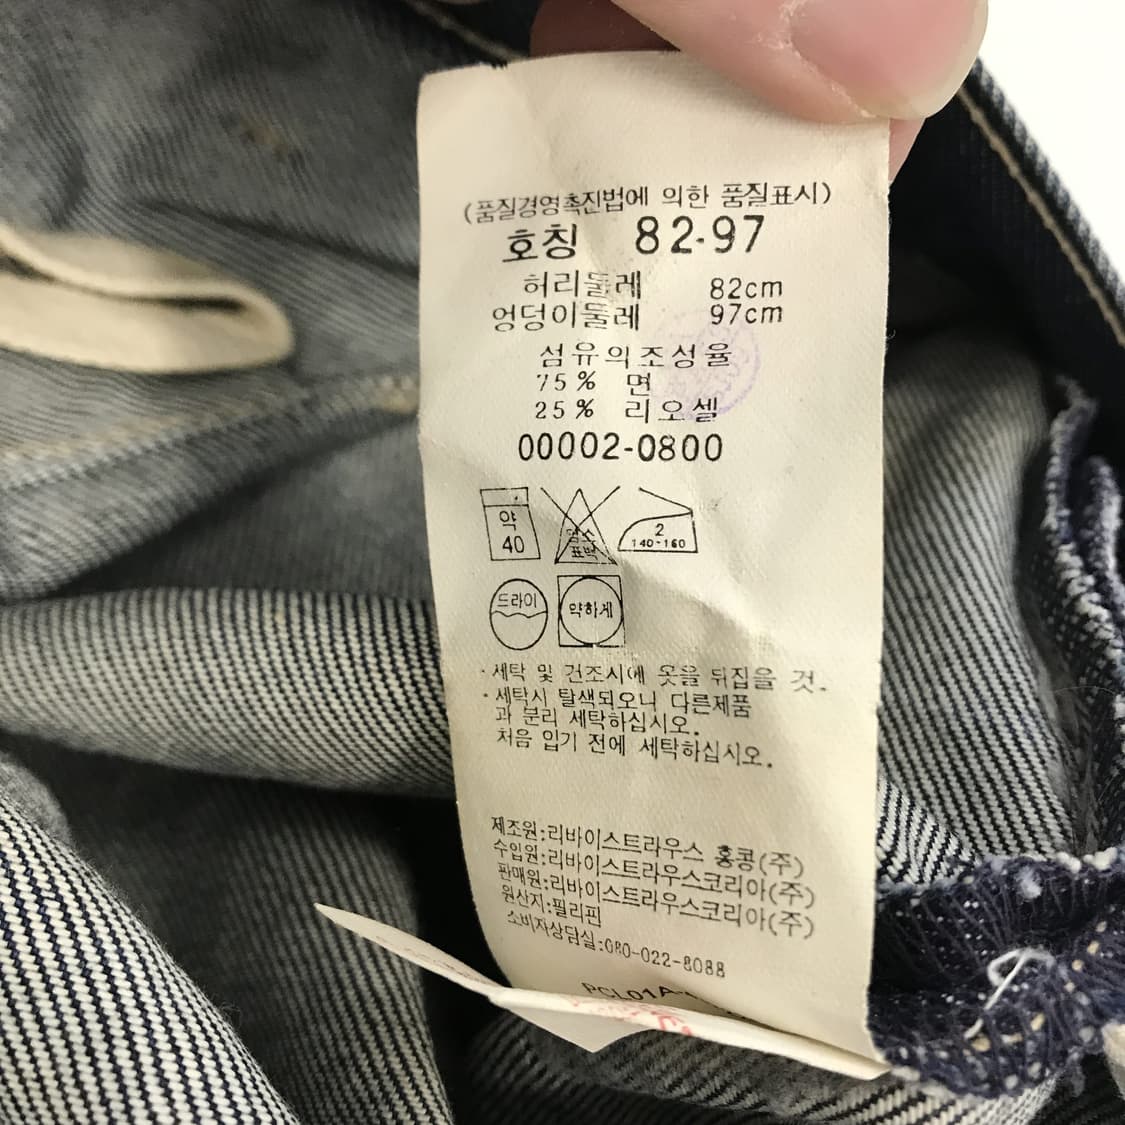 (품질경영촉진법에 의한 품질표시)
호칭 82-97
허리둘레 82cm
엉덩이둘레 97cm
섬유의조성율
75% 면
25% 리오셀
00002-0800
약
40
염소
표백
2
140-160
드라이
약하게
·세탁 및 건조시에 옷을 뒤집을 것.
·세탁시 탈색되오니 다른제품
과 분리 세탁하십시오.
처음 입기 전에 세탁하십시오.
제조원:리바이스트라우스 홍콩(주)
수입원:리바이스트라우스코리아(주)
판매원:리바이스트라우스코리아(주)
원산지:필리핀
소비자상담실:080-022-8088